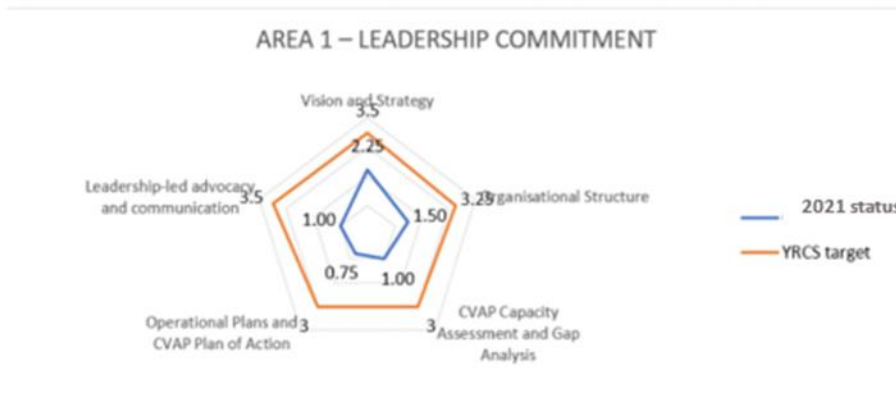 AREA 1 – LEADERSHIP COMMITMENT
Vision and Strategy
3.5
2.25
Leadership-led advocacy
and communication
3.5
3.25
Organisational Structure
1.00
1.50
2021 status
YRCS target
0.75
1.00
Operational Plans and
CVAP Plan of Action
3
3
CVAP Capacity
Assessment and Gap
Analysis